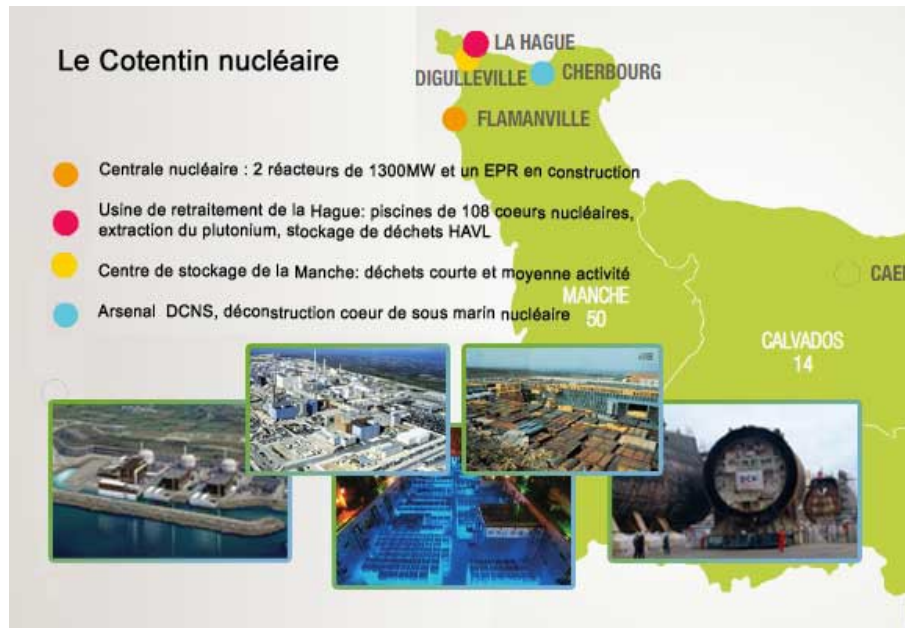 Le Cotentin nucléaire
LA HAGUE
DIGULLEVILLE
CHERBOURG
FLAMANVILLE
Centrale nucléaire : 2 réacteurs de 1300MW et un EPR en construction
Usine de retraitement de la Hague: piscines de 108 coeurs nucléaires,
extraction du plutonium, stockage de déchets HAVL
Centre de stockage de la Manche: déchets courte et moyenne activité
Arsenal DCNS, déconstruction coeur de sous marin nucléaire
CAE
MANCHE
50
CALVADOS
14
DCN